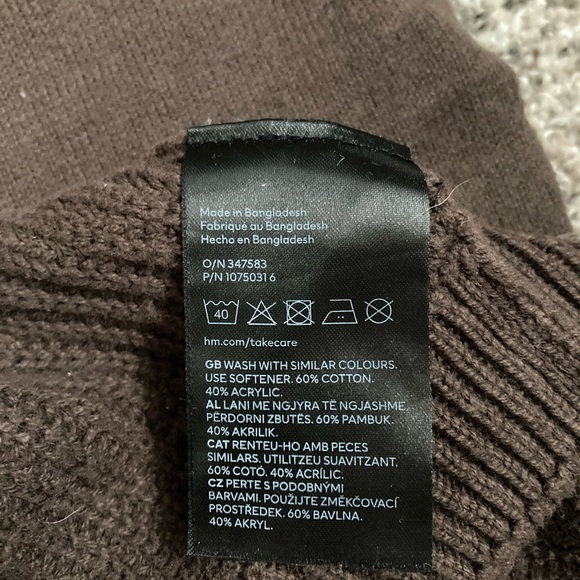 Made in Bangladesh
Fabriqué au Bangladesh
Hecho en Bangladesh
O/N 347583
P/N 1075031 6
40
hm.com/takecare
GB WASH WITH SIMILAR COLOURS.
USE SOFTENER. 60% COTTON.
40% ACRYLIC.
AL LANI ME NGJYRA TË NGJASHME.
PËRDORNI ZBUTËS. 60% PAMBUK.
40% AKRILIK.
CAT RENTEU-HO AMB PECES
SIMILARS. UTILITZEU SUAVITZANT.
60% COTÓ. 40% ACRÍLIC.
CZ PERTE S PODOBNÝMI
BARVAMI. POUŽIJTE ZMĚKČOVACÍ
PROSTŘEDEK. 60% BAVLNA.
40% AKRYL.